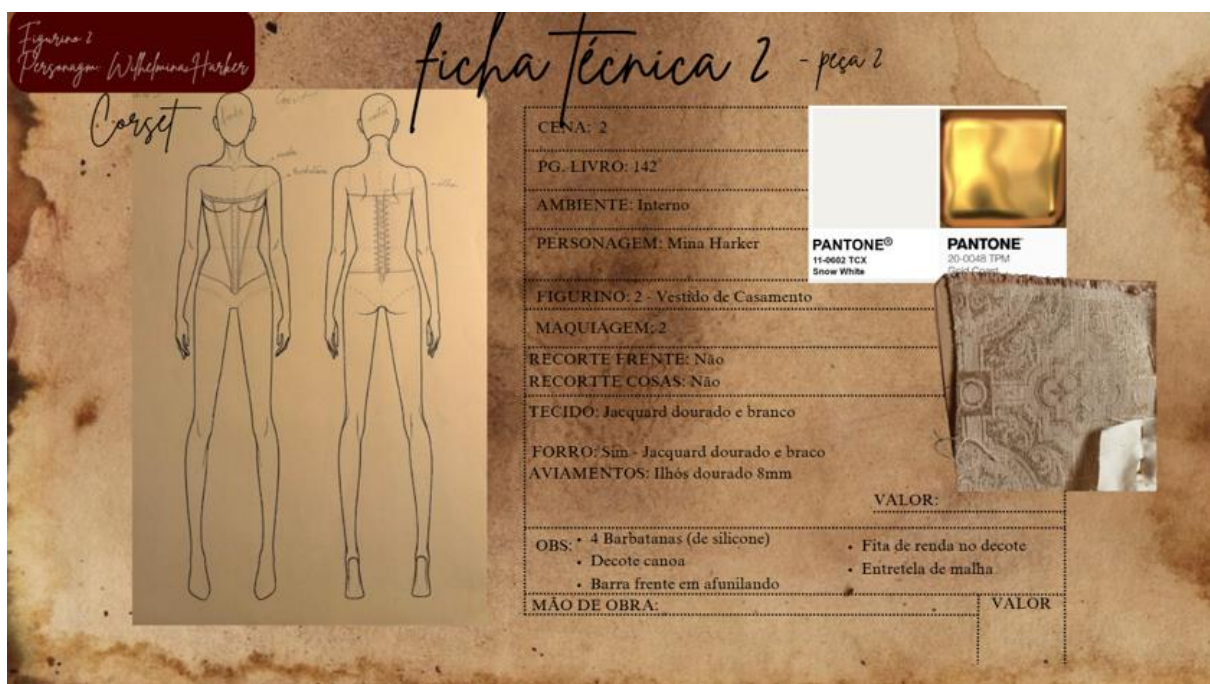 Figurino 2
Personagm: Wilhelmina Harker
ficha técnica 2 - peça 2
Corset
CENA: 2
PG. LIVRO: 142
AMBIENTE: Interno
PERSONAGEM: Mina Harker
PANTONE®
11-0602 TCX
Snow White
PANTONE
20-0048 TPM
Gold Coast
FIGURINO: 2 - Vestido de Casamento
MAQUIAGEM: 2
RECORTE FRENTE: Não
RECORTTE COSAS: Não
TECIDO: Jacquard dourado e branco
FORRO: Sim - Jacquard dourado e braco
AVIAMENTOS: Ilhós dourado 8mm
VALOR:
OBS:
• 4 Barbatanas (de silicone)
• Decote canoa
• Barra frente em afunilando
• Fita de renda no decote
• Entretela de malha
MÃO DE OBRA:
VALOR